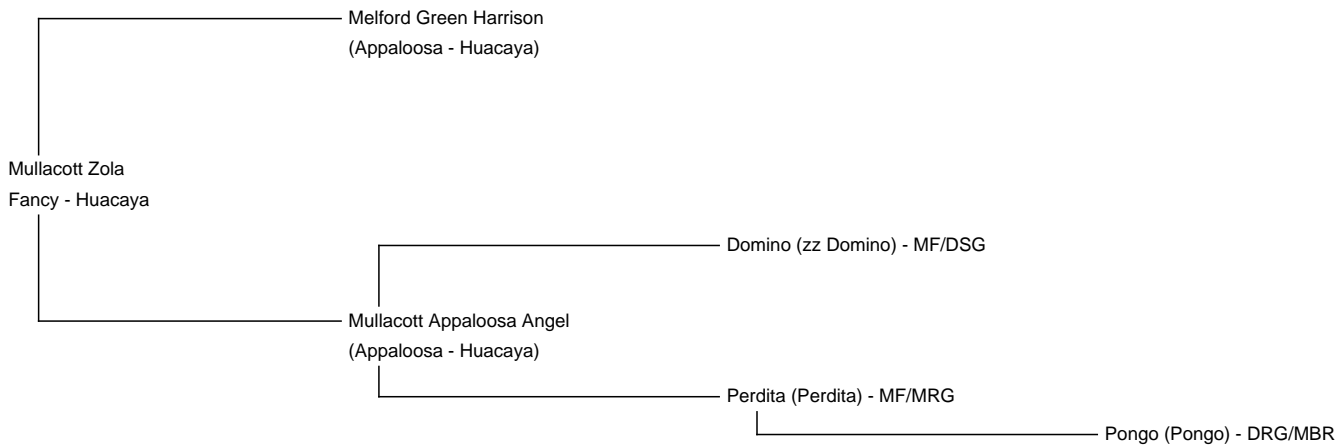 Melford Green Harrison
(Appaloosa - Huacaya)
Mullacott Zola
Fancy - Huacaya
Domino (zz Domino) - MF/DSG
Mullacott Appaloosa Angel
(Appaloosa - Huacaya)
Perdita (Perdita) - MF/MRG
Pongo (Pongo) - DRG/MBR